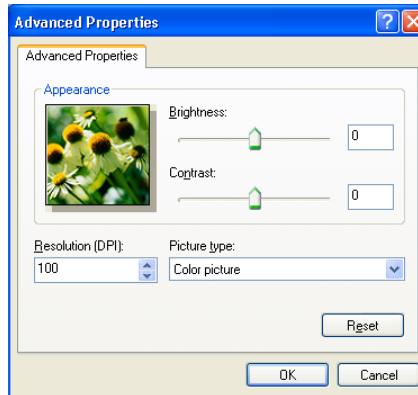 Advanced Properties
Advanced Properties
Appearance
Brightness:
0
Contrast:
0
Resolution (DPI):
Picture type:
100
Color picture
Reset
OK
Cancel